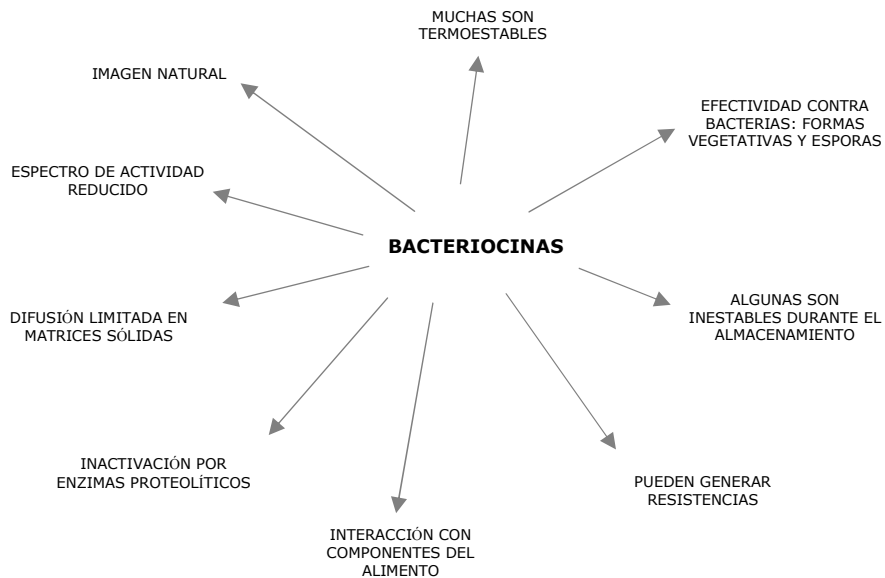 MUCHAS SON
TERMOESTABLES
IMAGEN NATURAL
EFECTIVIDAD CONTRA
BACTERIAS: FORMAS
VEGETATIVAS Y ESPORAS
ESPECTRO DE ACTIVIDAD
REDUCIDO
BACTERIOCINAS
DIFUSIÓN LIMITADA EN
MATRICES SÓLIDAS
ALGUNAS SON
INESTABLES DURANTE EL
ALMACENAMIENTO
INACTIVACIÓN POR
ENZIMAS PROTEOLÍTICOS
PUEDEN GENERAR
RESISTENCIAS
INTERACCIÓN CON
COMPONENTES DEL
ALIMENTO